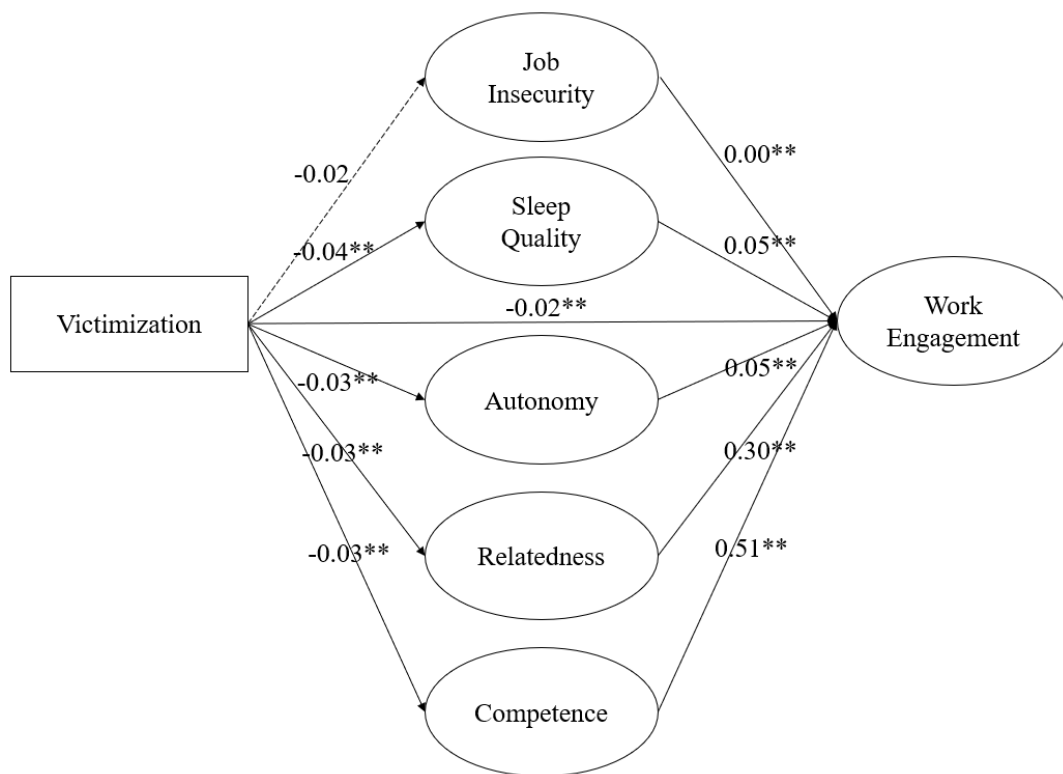 Job
Insecurity
-0.02
0.00**
Sleep
Quality
-0.04**
0.05**
-0.02**
Victimization
Work
Engagement
-0.03**
Autonomy
0.05**
-0.03**
0.30**
Relatedness
-0.03**
0.51**
Competence